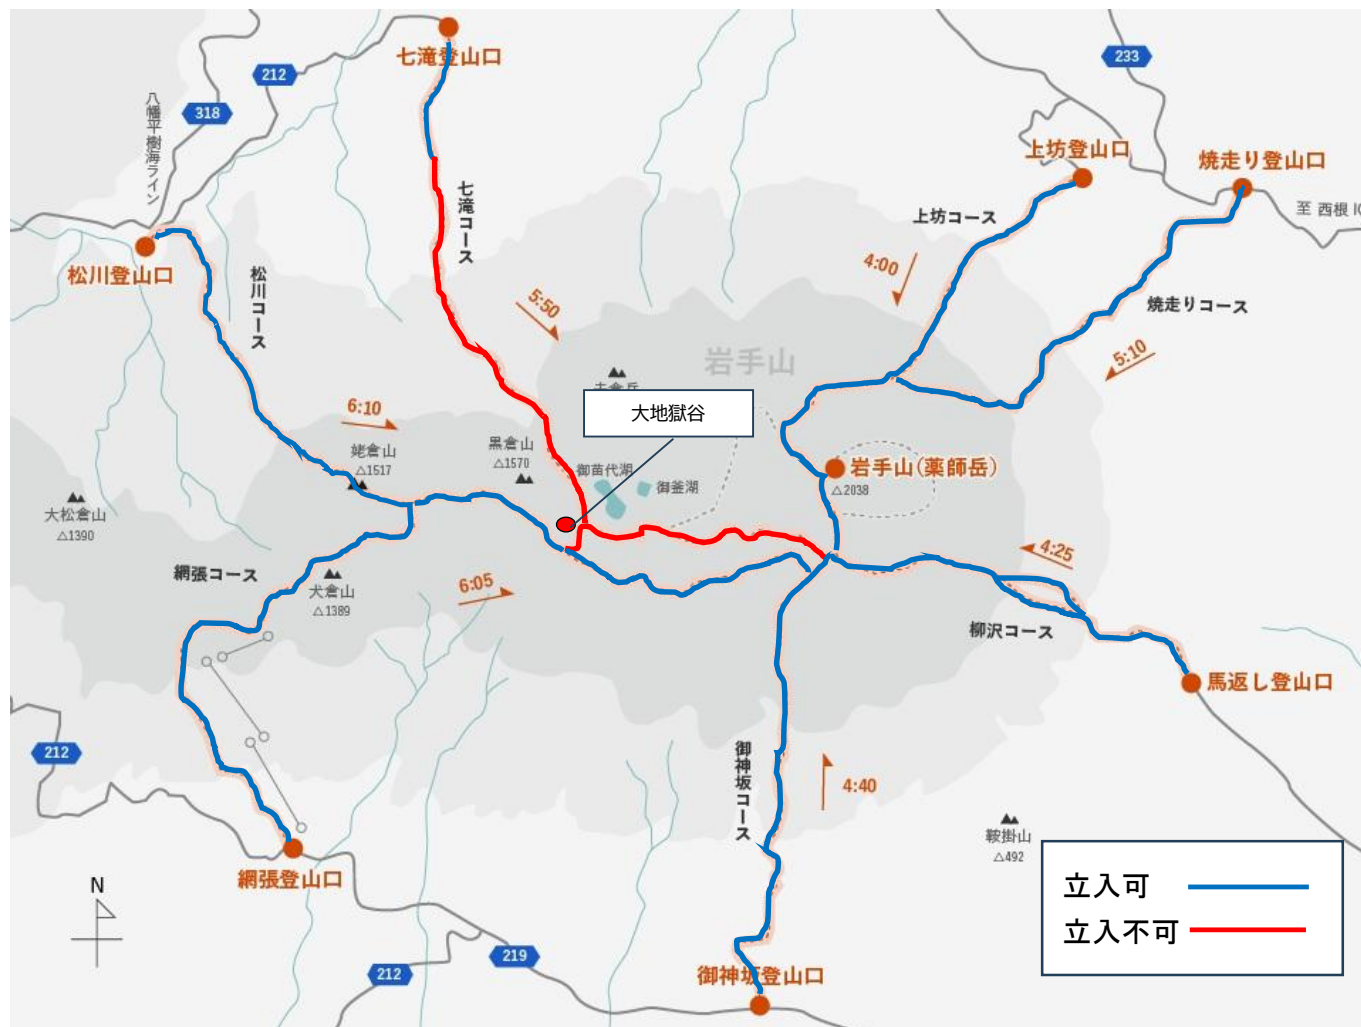 七滝登山口
233
212
318
八幡平樹海ライン
上坊登山口
焼走り登山口
至 西根IC
七滝コース
上坊コース
松川登山口
松川コース
4:00
5:50
焼走りコース
5:10
岩手山
大地獄谷
6:10
姥倉山
△1517
黒倉山
△1570
御苗代湖
御釜湖
岩手山(薬師岳)
△2038
大松倉山
△1390
網張コース
犬倉山
△1389
6:05
4:25
柳沢コース
馬返し登山口
212
御神坂コース
4:40
鞍掛山
△492
網張登山口
N
立入可
立入不可
219
212
御神坂登山口